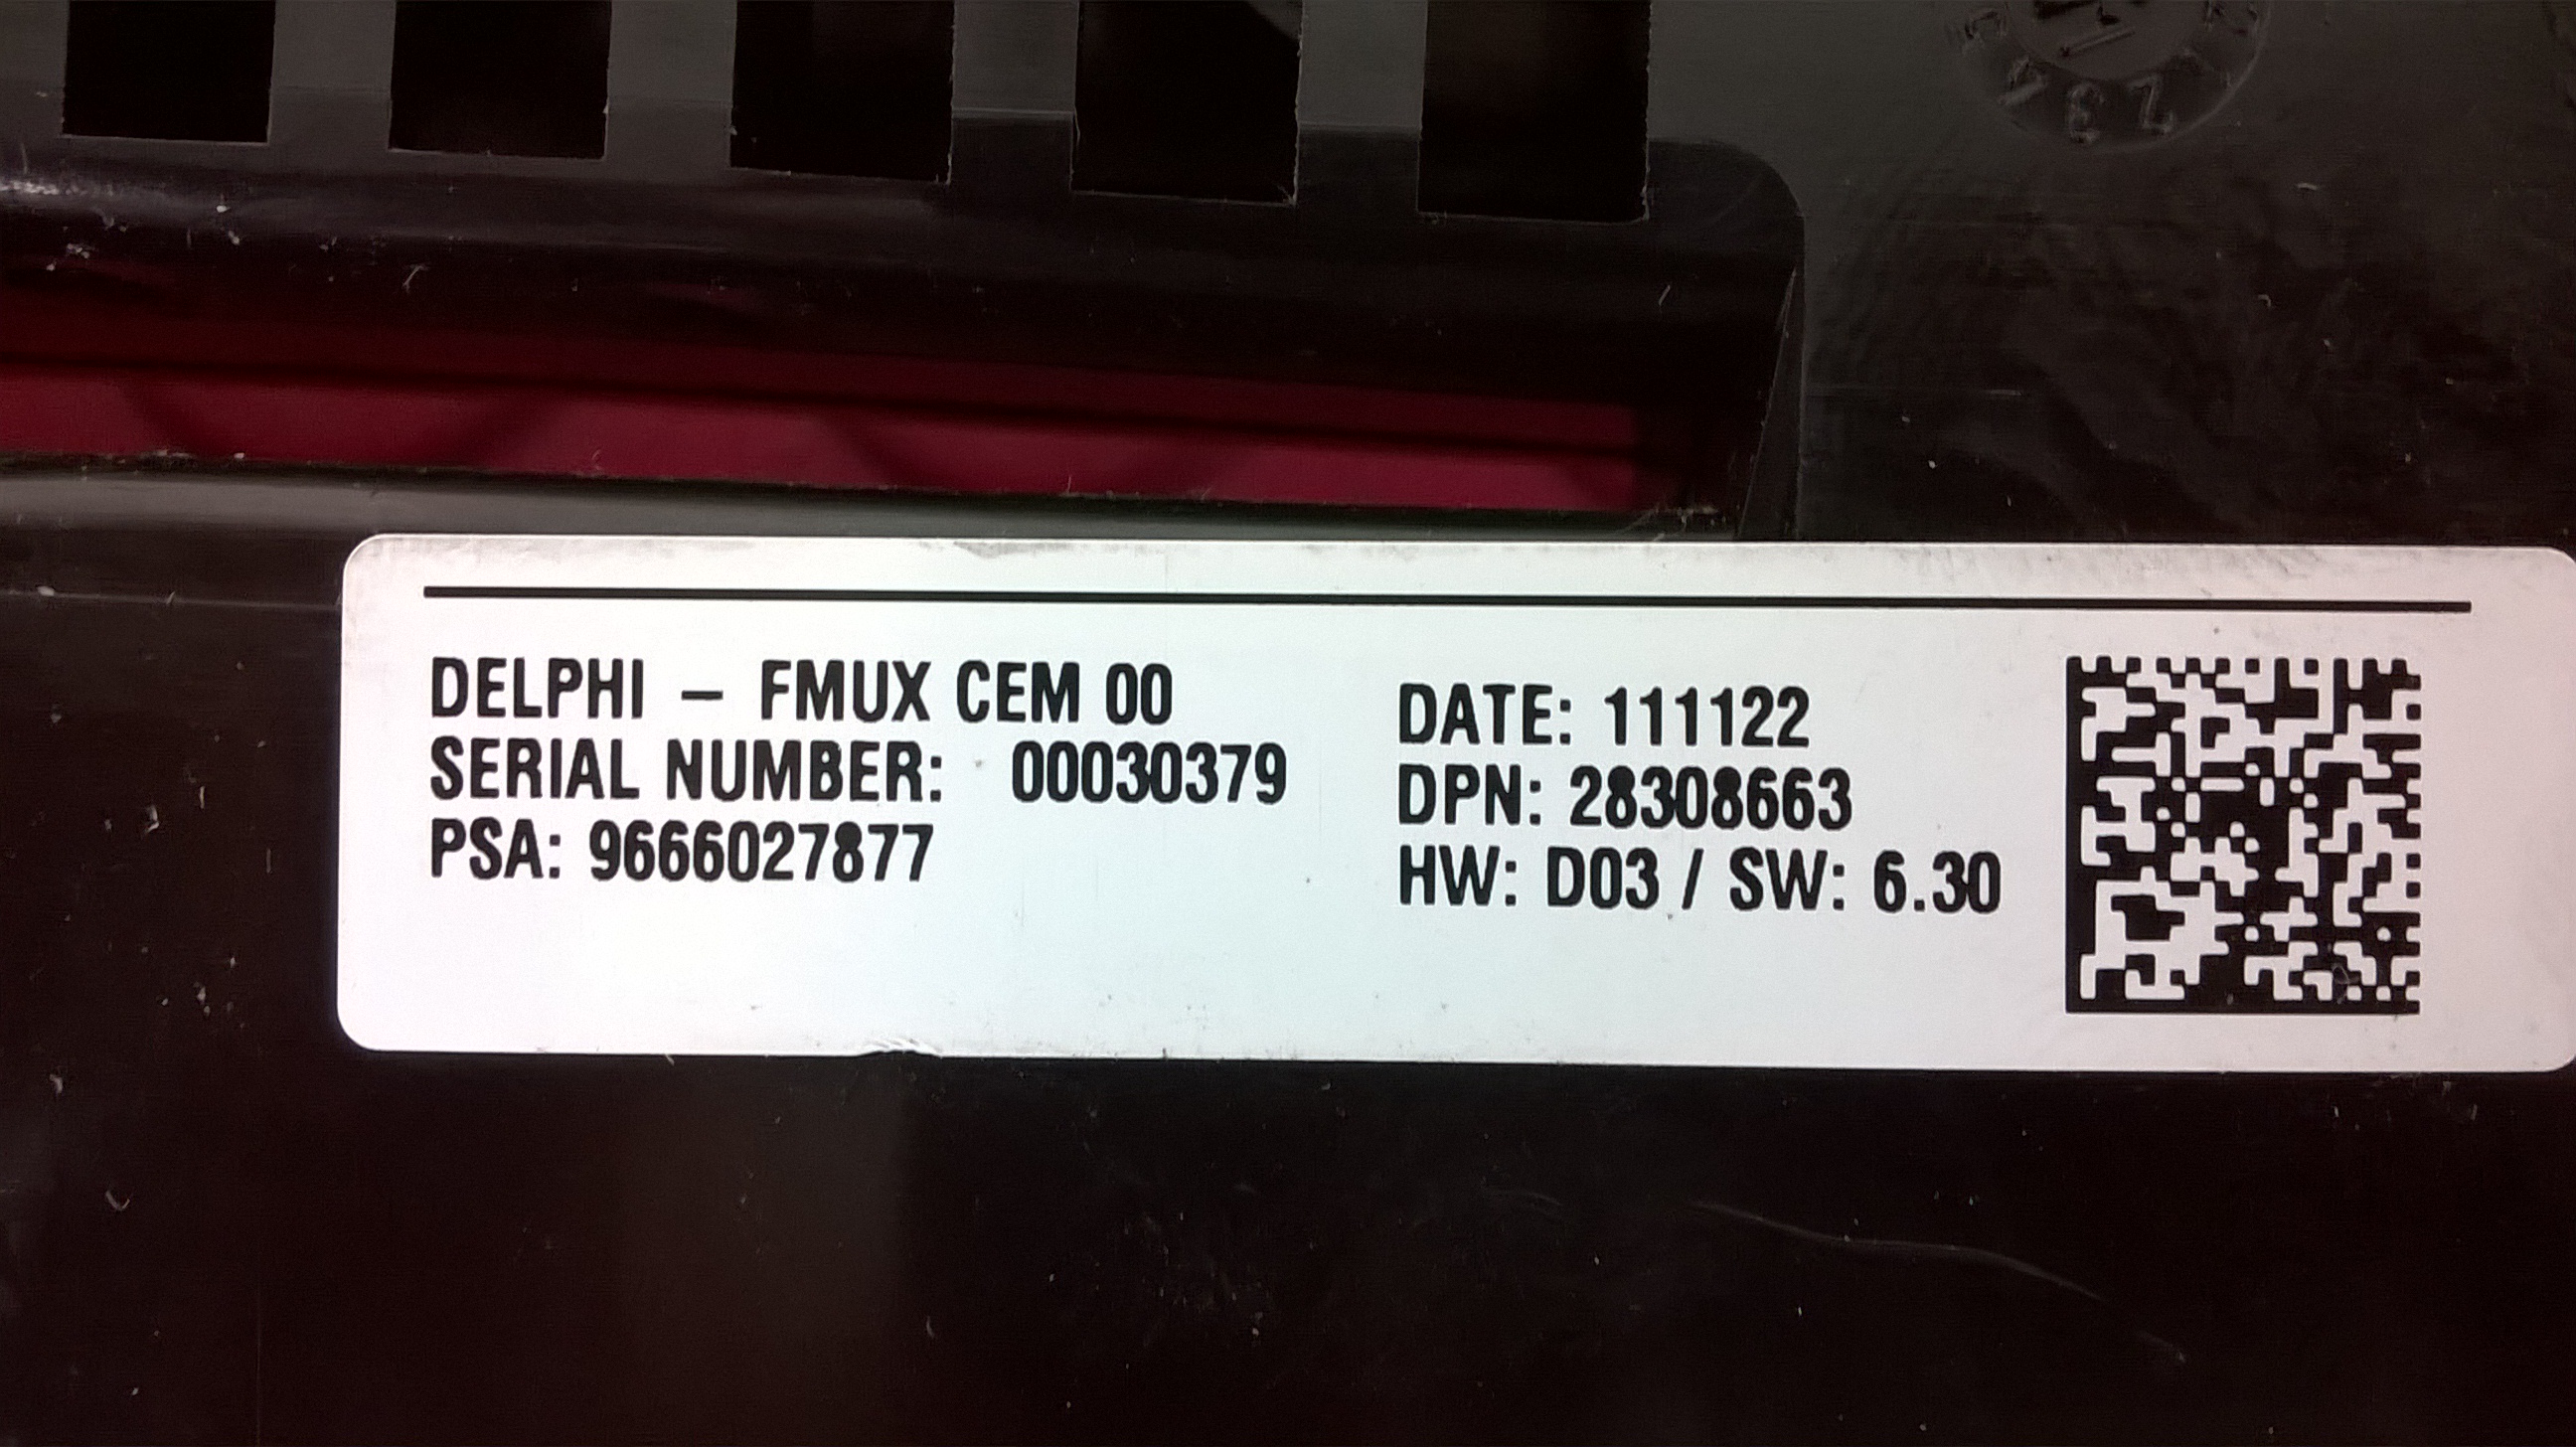 DELPHI – FMUX CEM 00
SERIAL NUMBER: 00030379
PSA: 9666027877
DATE: 111122
DPN: 28308663
HW: D03 / SW: 6.30